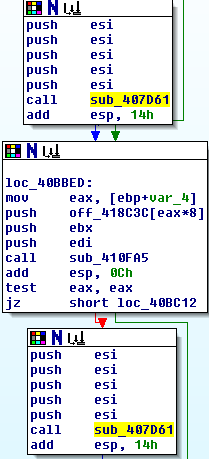 N
push esi
push esi
push esi
push esi
push esi
call sub_407D61
add esp, 14h
N
loc_40BBED:
mov eax, [ebp+var_4]
push off_418C3C[eax*8]
push ebx
push edi
call sub_410FA5
add esp, 0Ch
test eax, eax
jz short loc_40BC12
N
push esi
push esi
push esi
push esi
push esi
call sub_407D61
add esp, 14h